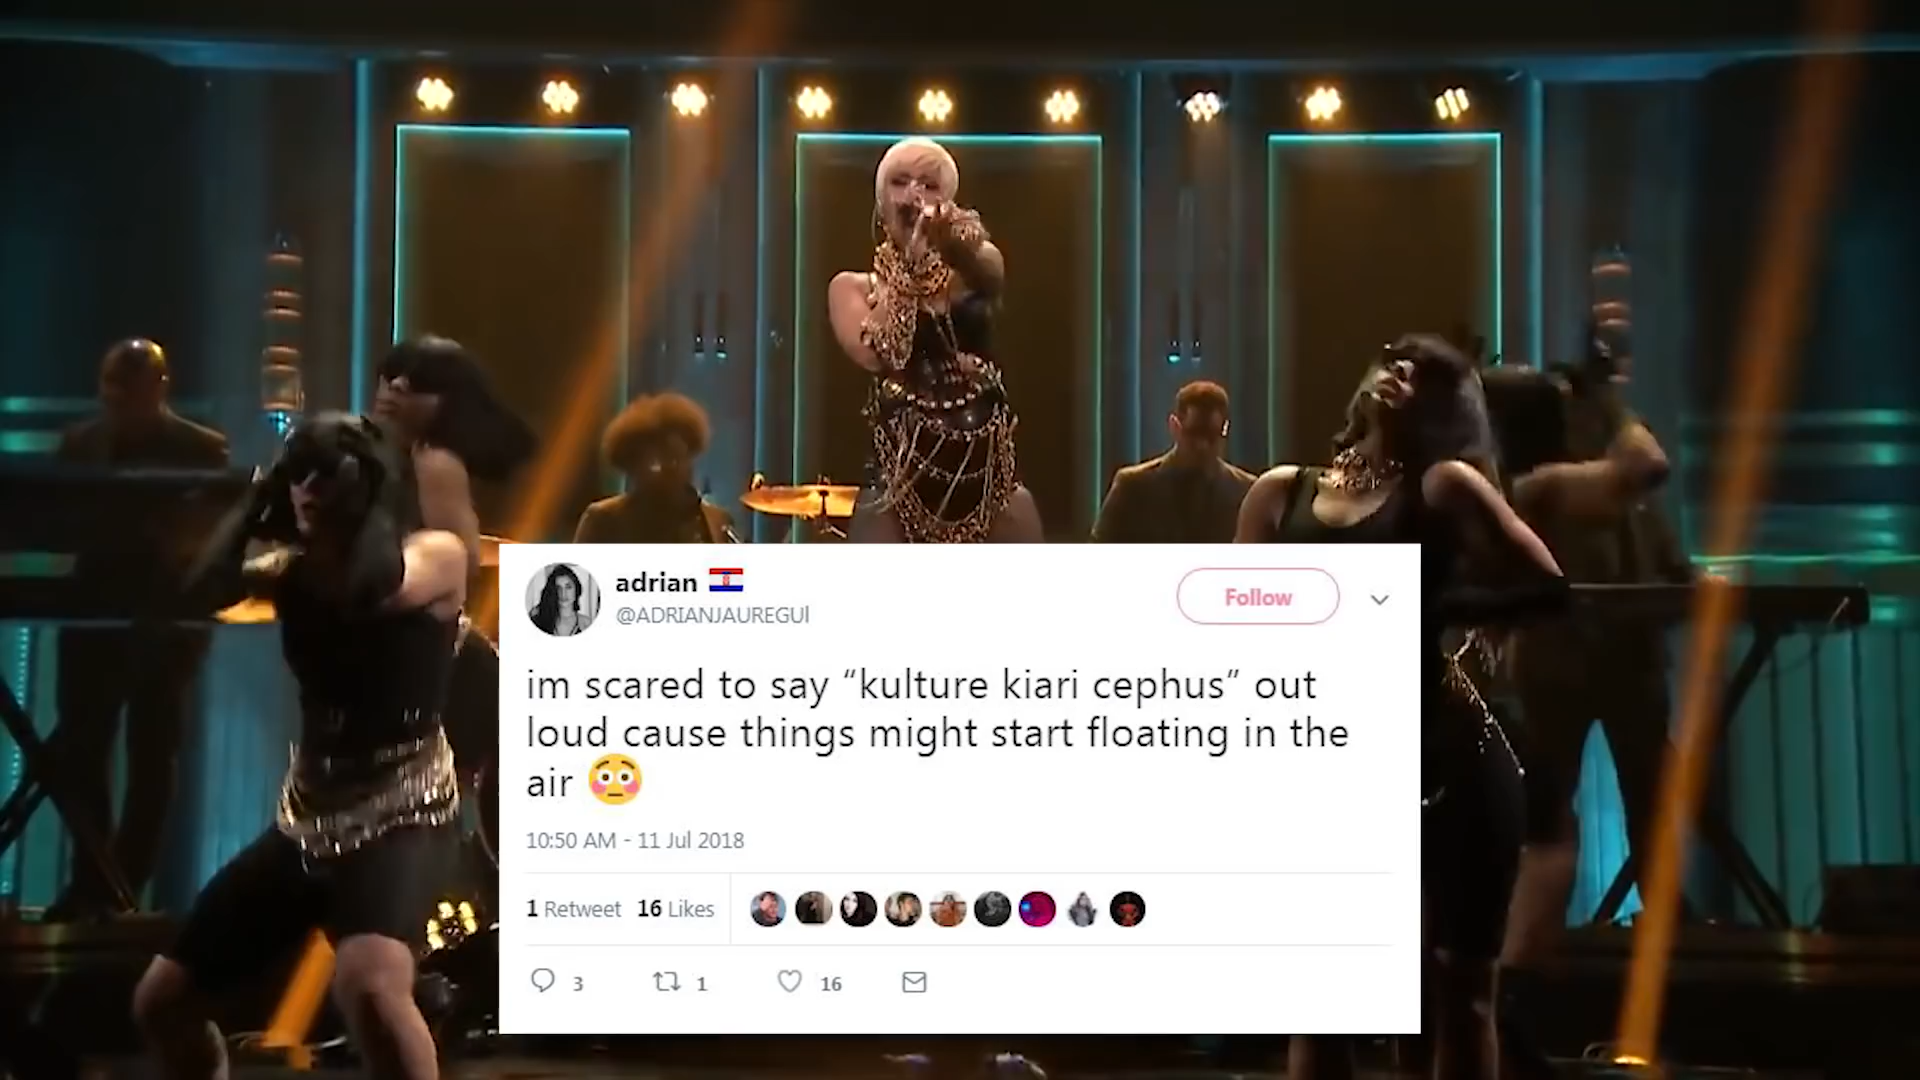 adrian
@ADRIANJAUREGUl
Follow
im scared to say “kulture kiari cephus” out
loud cause things might start floating in the
air 😳
10:50 AM - 11 Jul 2018
1 Retweet 16 Likes
3 1 16